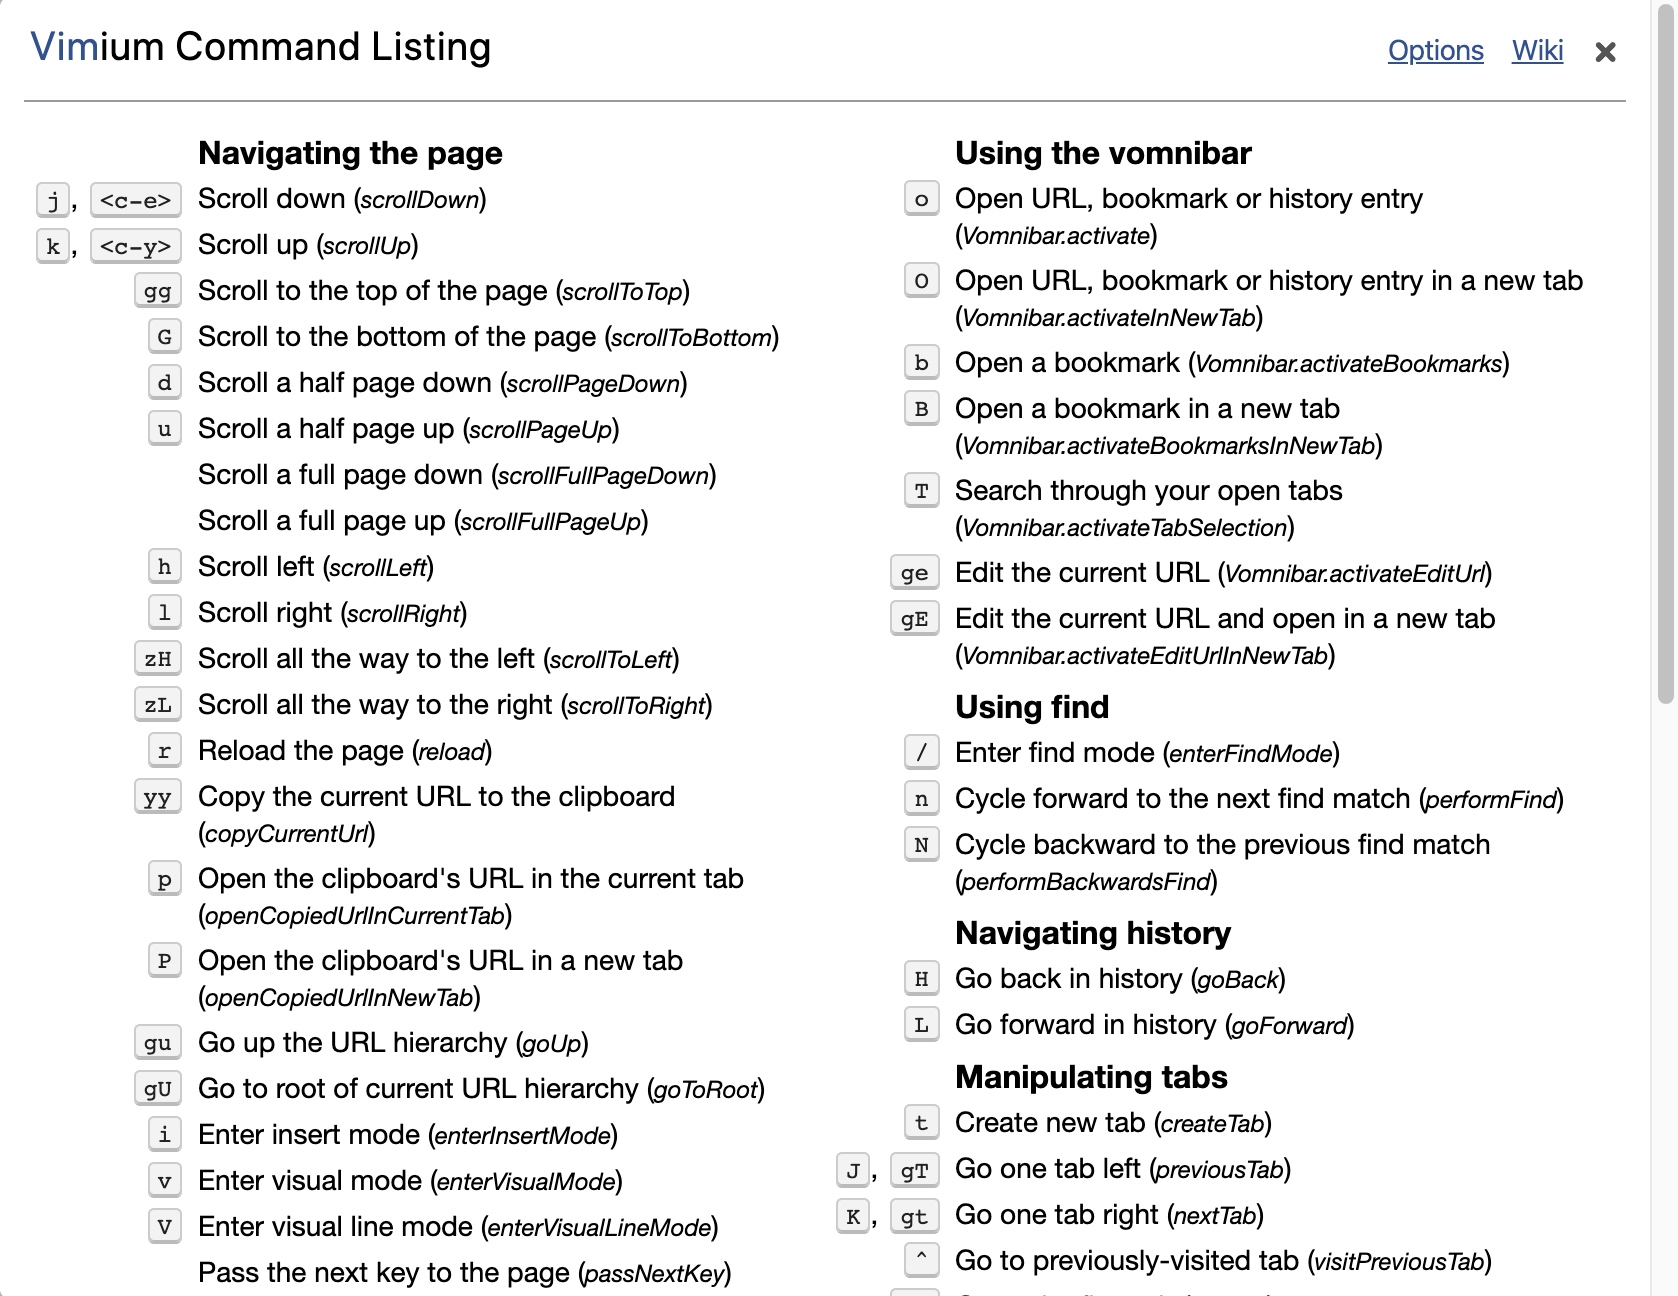 Vimium Command Listing
Options Wiki ×
Navigating the page
j, <c-e> Scroll down (scrollDown)
k, <c-y> Scroll up (scrollUp)
gg Scroll to the top of the page (scrollToTop)
G Scroll to the bottom of the page (scrollToBottom)
d Scroll a half page down (scrollPageDown)
u Scroll a half page up (scrollPageUp)
Scroll a full page down (scrollFullPageDown)
Scroll a full page up (scrollFullPageUp)
h Scroll left (scrollLeft)
l Scroll right (scrollRight)
zH Scroll all the way to the left (scrollToLeft)
zL Scroll all the way to the right (scrollToRight)
r Reload the page (reload)
yy Copy the current URL to the clipboard
(copyCurrentUrl)
p Open the clipboard's URL in the current tab
(openCopiedUrlInCurrentTab)
P Open the clipboard's URL in a new tab
(openCopiedUrlInNewTab)
gu Go up the URL hierarchy (goUp)
gU Go to root of current URL hierarchy (goToRoot)
i Enter insert mode (enterInsertMode)
v Enter visual mode (enterVisualMode)
V Enter visual line mode (enterVisualLineMode)
Pass the next key to the page (passNextKey)
Using the vomnibar
o Open URL, bookmark or history entry
(Vomnibar.activate)
O Open URL, bookmark or history entry in a new tab
(Vomnibar.activateInNewTab)
b Open a bookmark (Vomnibar.activateBookmarks)
B Open a bookmark in a new tab
(Vomnibar.activateBookmarksInNewTab)
T Search through your open tabs
(Vomnibar.activateTabSelection)
ge Edit the current URL (Vomnibar.activateEditUrl)
gE Edit the current URL and open in a new tab
(Vomnibar.activateEditUrlInNewTab)
Using find
/ Enter find mode (enterFindMode)
n Cycle forward to the next find match (performFind)
N Cycle backward to the previous find match
(performBackwardsFind)
Navigating history
H Go back in history (goBack)
L Go forward in history (goForward)
Manipulating tabs
t Create new tab (createTab)
J, gT Go one tab left (previousTab)
K, gt Go one tab right (nextTab)
^ Go to previously-visited tab (visitPreviousTab)